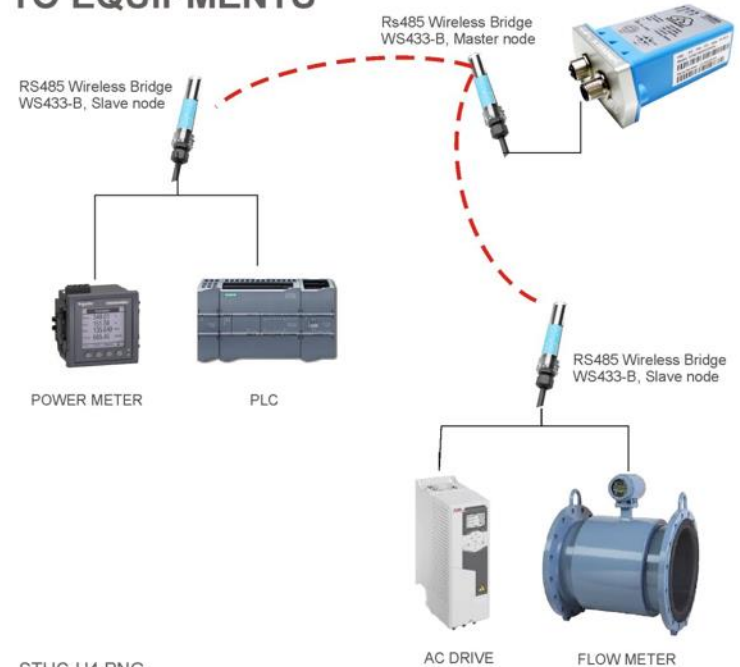 TO EQUIPMENTS
Rs485 Wireless Bridge
WS433-B, Master node
RS485 Wireless Bridge
WS433-B, Slave node
POWER METER
PLC
RS485 Wireless Bridge
WS433-B, Slave node
AC DRIVE
FLOW METER